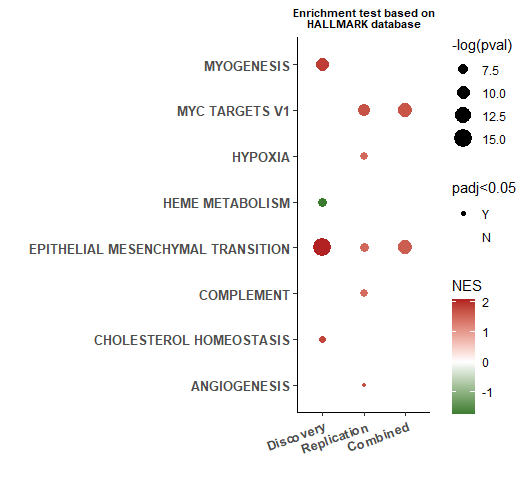 Enrichment test based on
HALLMARK database
MYOGENESIS
MYC TARGETS V1
HYPOXIA
HEME METABOLISM
EPITHELIAL MESENCHYMAL TRANSITION
COMPLEMENT
CHOLESTEROL HOMEOSTASIS
ANGIOGENESIS
Discovery
Replication
Combined
-log(pval)
7.5
10.0
12.5
15.0
padj<0.05
Y
N
NES
2
1
0
-1